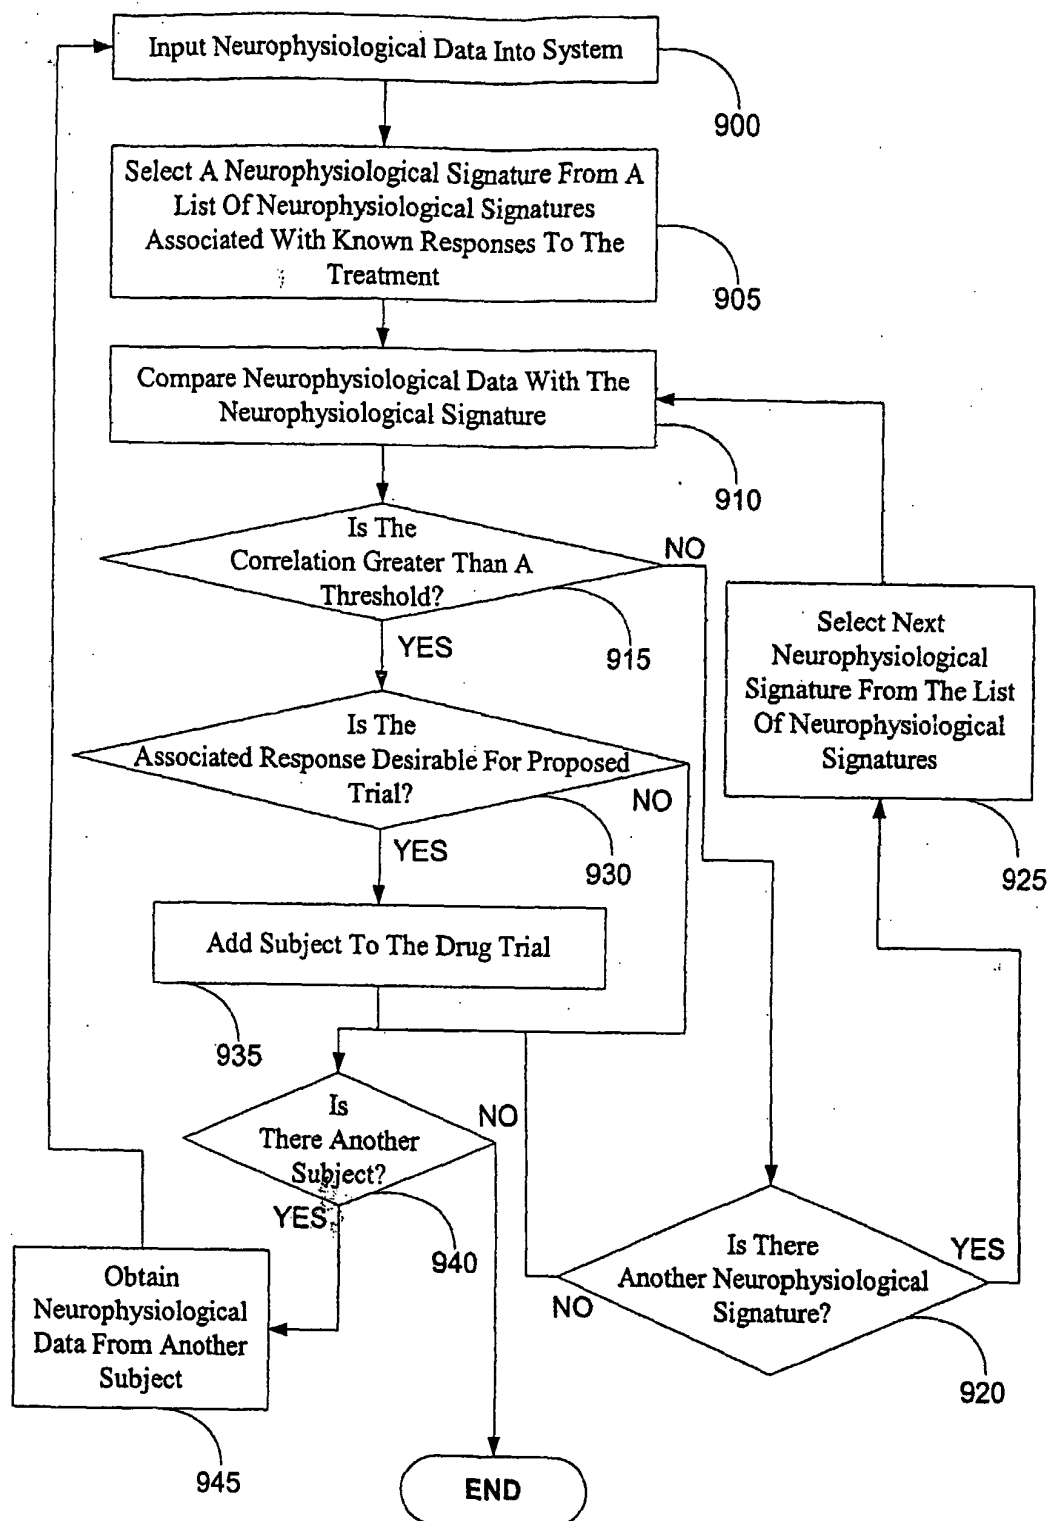 Input Neurophysiological Data Into System
900
Select A Neurophysiological Signature From A
List Of Neurophysiological Signatures
Associated With Known Responses To The
Treatment
905
Compare Neurophysiological Data With The
Neurophysiological Signature
910
Is The
Correlation Greater Than A
Threshold?
NO
915
YES
Select Next
Neurophysiological
Signature From The List
Of Neurophysiological
Signatures
925
Is The
Associated Response Desirable For Proposed
Trial?
NO
930
YES
Add Subject To The Drug Trial
935
Is
There Another
Subject?
NO
YES
940
Is There
Another Neurophysiological
Signature?
YES
NO
920
Obtain
Neurophysiological
Data From Another
Subject
945
END